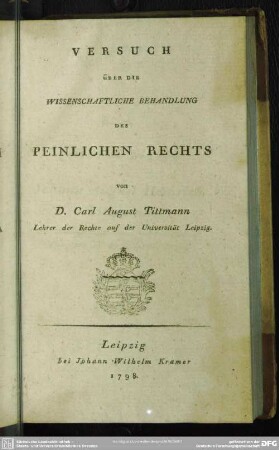 VERSUCH
ÜBER DIE
WISSENSCHAFTLICHE BEHANDLUNG
DES
PEINLICHEN RECHTS
von
D. Carl August Tittmann
Lehrer der Rechte auf der Universität Leipzig.
Leipzig
bei Johann Wilhelm Kramer
1798.
DFG